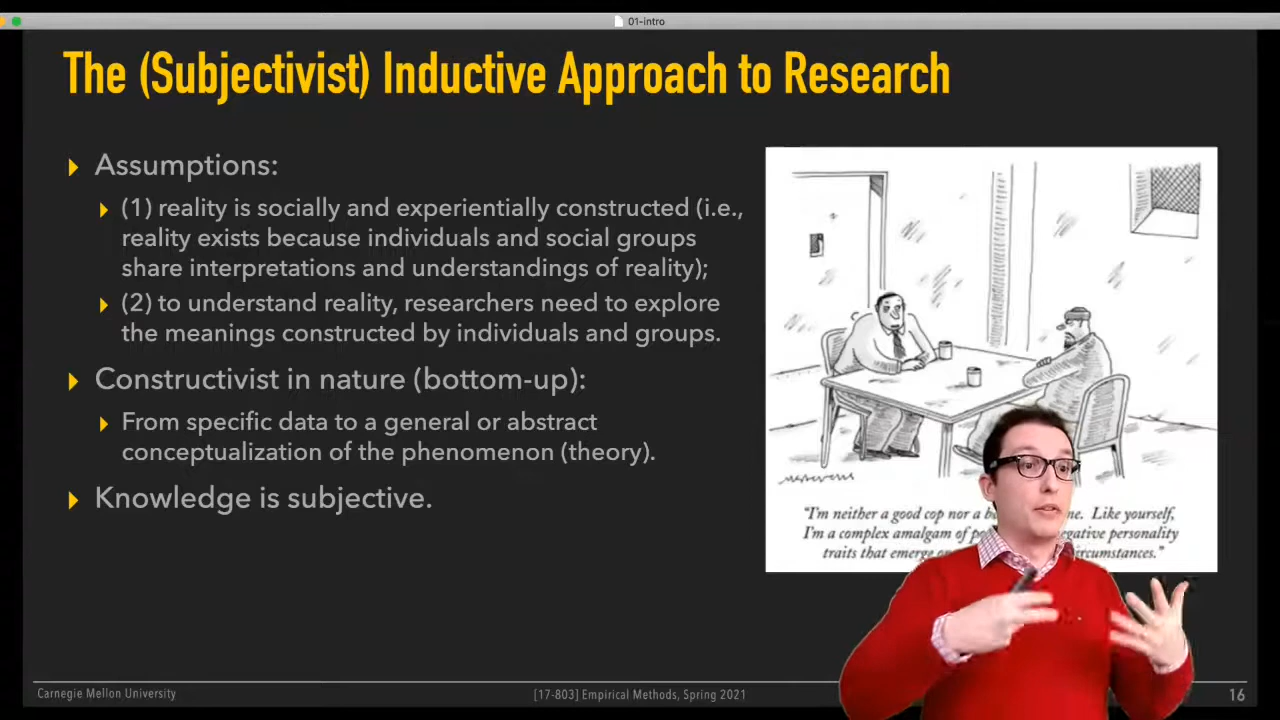 01-intro
The (Subjectivist) Inductive Approach to Research
Assumptions:
(1) reality is socially and experientially constructed (i.e.,
reality exists because individuals and social groups
share interpretations and understandings of reality);
(2) to understand reality, researchers need to explore
the meanings constructed by individuals and groups.
Constructivist in nature (bottom-up):
From specific data to a general or abstract
conceptualization of the phenomenon (theory).
Knowledge is subjective.
"I'm neither a good cop nor a Jerome. Like yourself,
I'm a complex amalgam of negative personality
traits that emerge circumstances."
Carnegie Mellon University
[17-803] Empirical Methods, Spring 2021
16